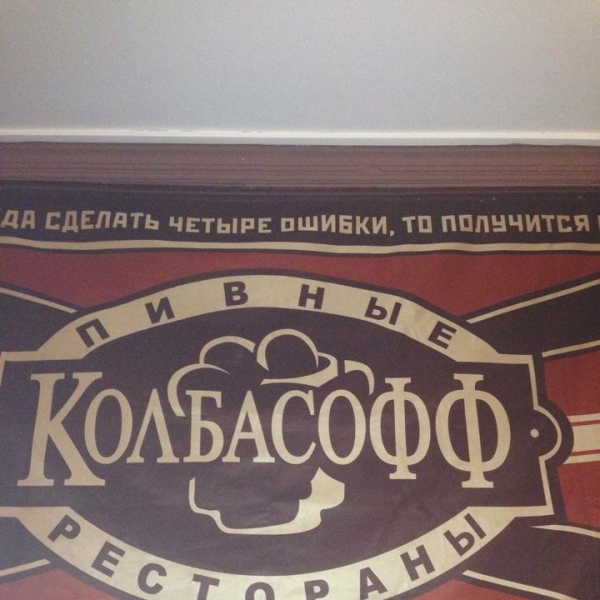 ДА СДЕЛАТЬ ЧЕТЫРЕ ОШИБКИ, ТО ПОЛУЧИТСЯ
ПИВНЫЕ
КОЛБАСОФФ
РЕСТОРАНЫ